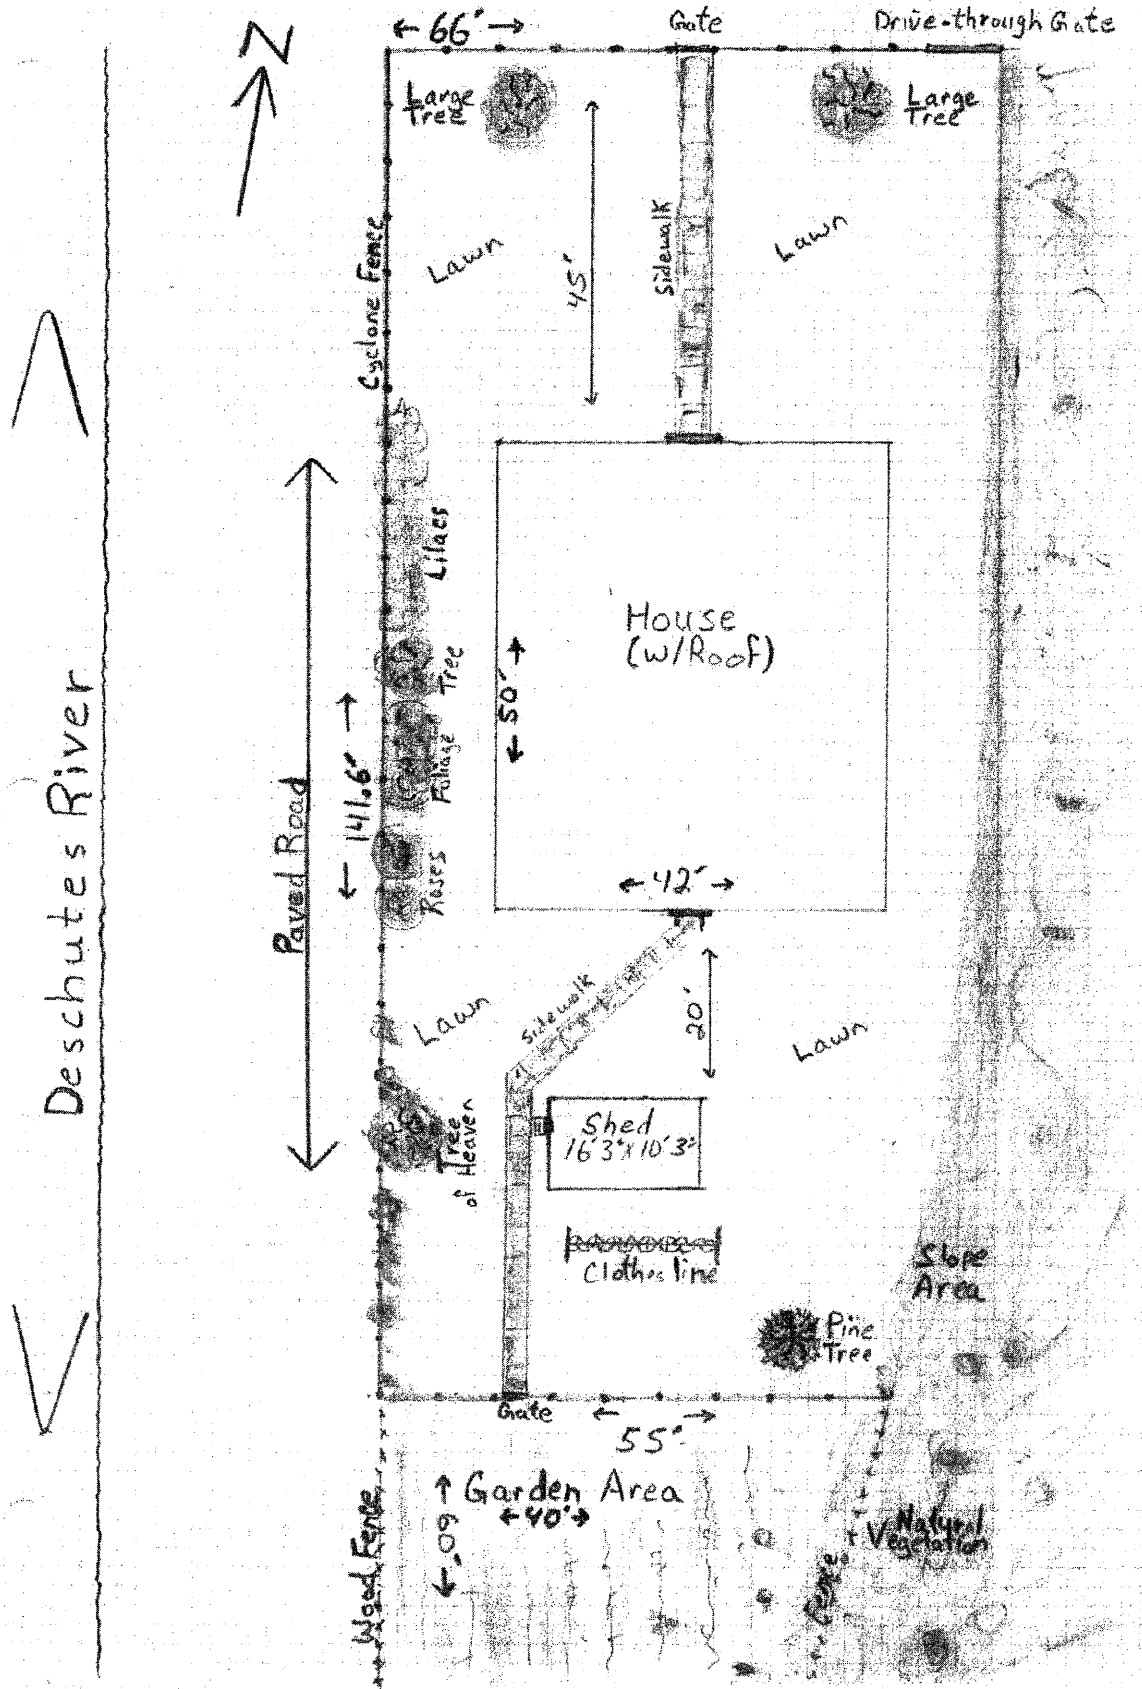 N
66'
Gate
Drive-through Gate
Large
Tree
Large
Tree
Cyclone Fence
Lawn
45'
Sidewalk
Lawn
Lilacs
House
(w/Roof)
Tree
50'
Foliage
141.6'
Paved Road
Deschutes River
Roses
42'
Lawn
Sidewalk
20'
Lawn
Tree
of Heaven
Shed
16'3"x10'3"
Clothes line
Slope
Area
Pine
Tree
Gate
55'
Garden Area
40'
60'
Wood Fence
Fence
Natural
Vegetation